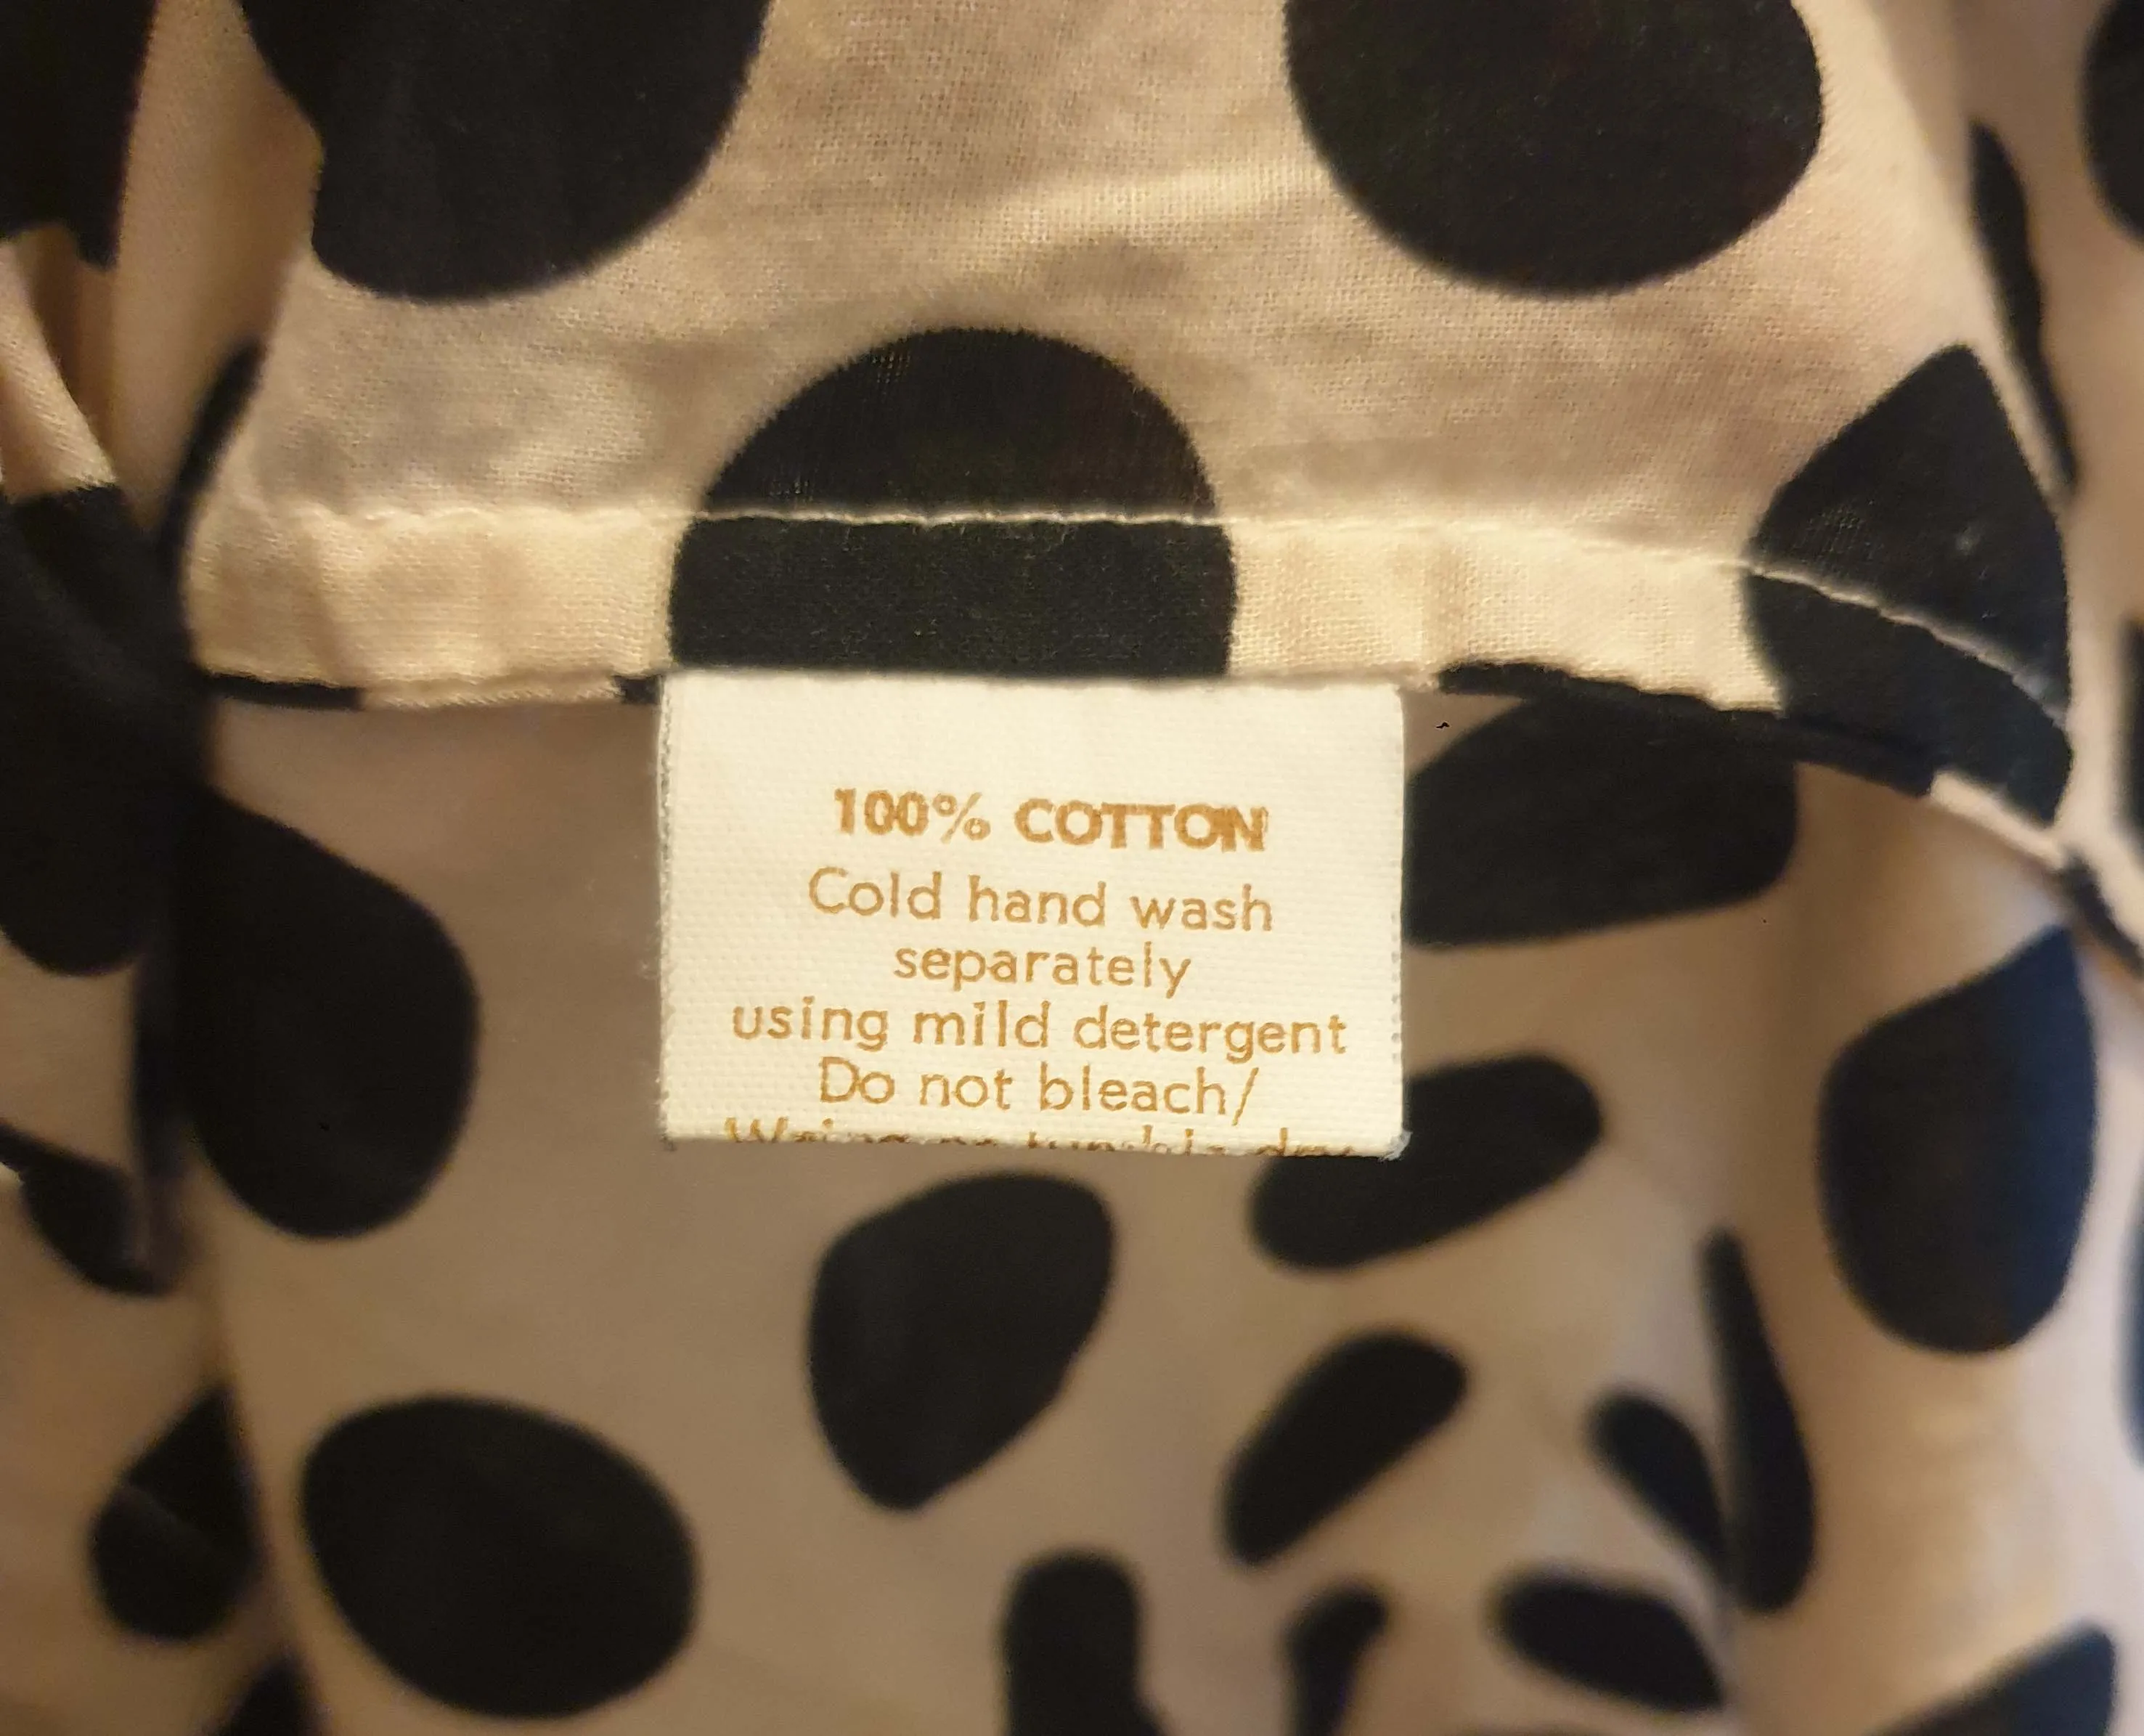 100% COTTON
Cold hand wash
separately
using mild detergent
Do not bleach/